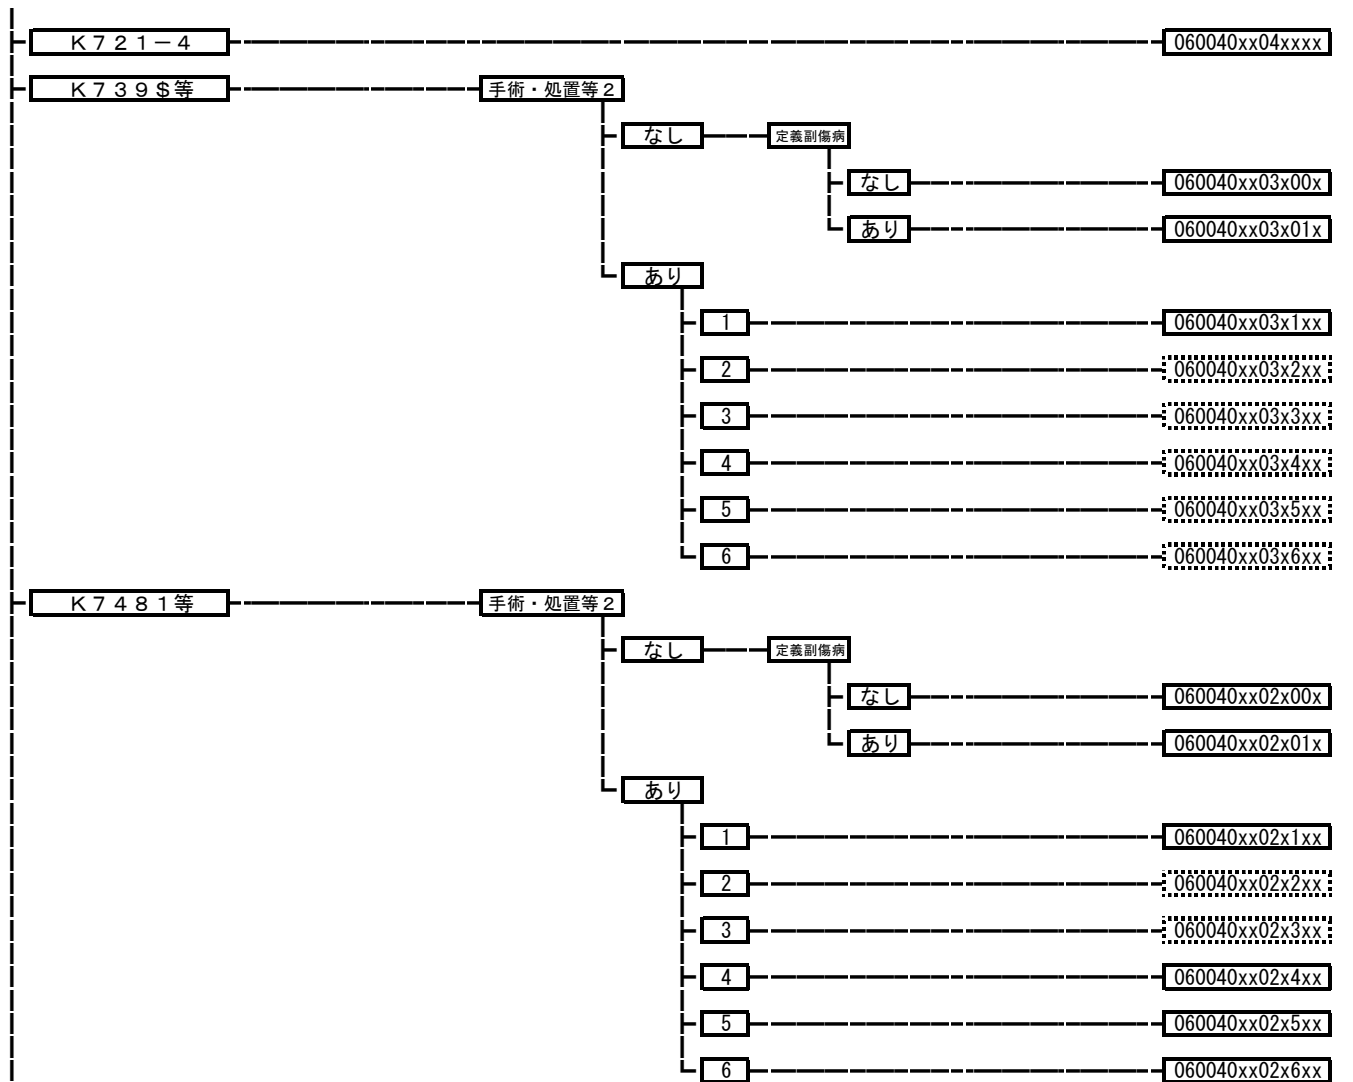 Ｋ７２１－４ 060040xx04xxxx
Ｋ７３９＄等 手術・処置等２
なし 定義副傷病
なし 060040xx03x00x
あり 060040xx03x01x
あり
1 060040xx03x1xx
2 060040xx03x2xx
3 060040xx03x3xx
4 060040xx03x4xx
5 060040xx03x5xx
6 060040xx03x6xx
Ｋ７４８１等 手術・処置等２
なし 定義副傷病
なし 060040xx02x00x
あり 060040xx02x01x
あり
1 060040xx02x1xx
2 060040xx02x2xx
3 060040xx02x3xx
4 060040xx02x4xx
5 060040xx02x5xx
6 060040xx02x6xx